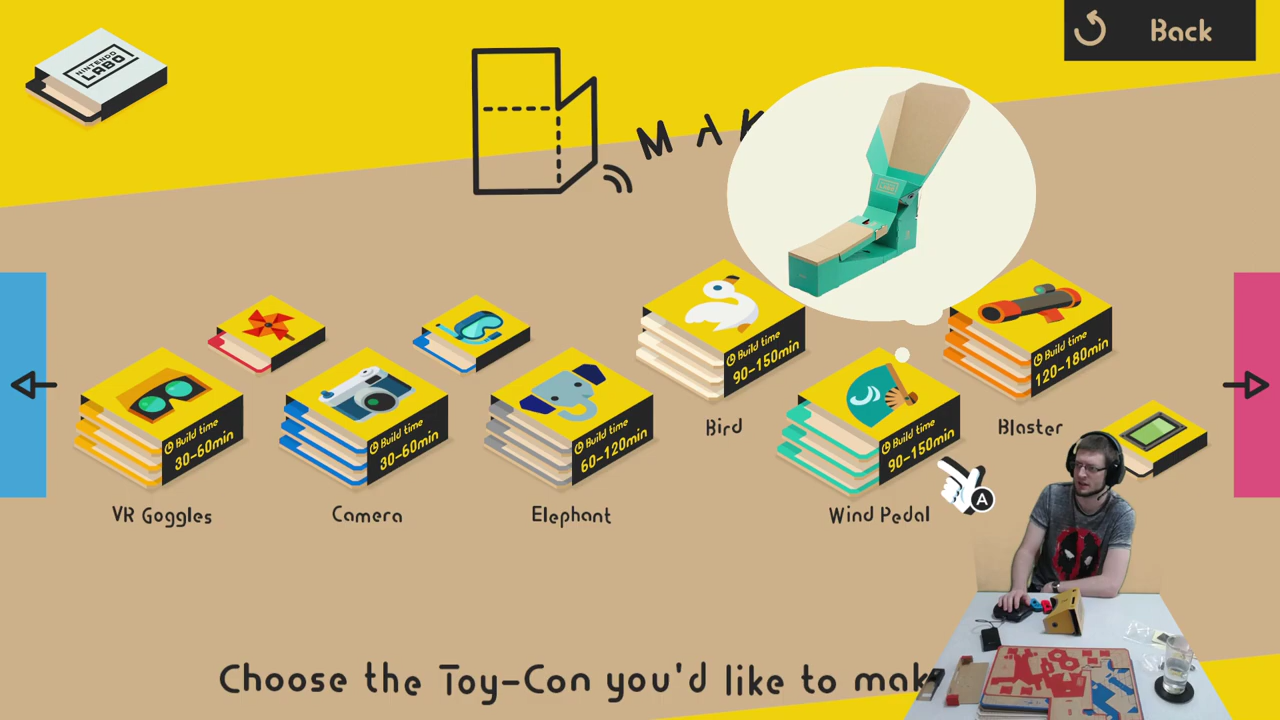 NINTENDO
LABO
Back
MAK
Build time
90-150min
Build time
120-180min
Bird
Blaster
Build time
30-60min
Build time
30-60min
Build time
60-120min
Build time
90-150min
A
VR Goggles
Camera
Elephant
Wind Pedal
Choose the Toy-Con you'd like to mak